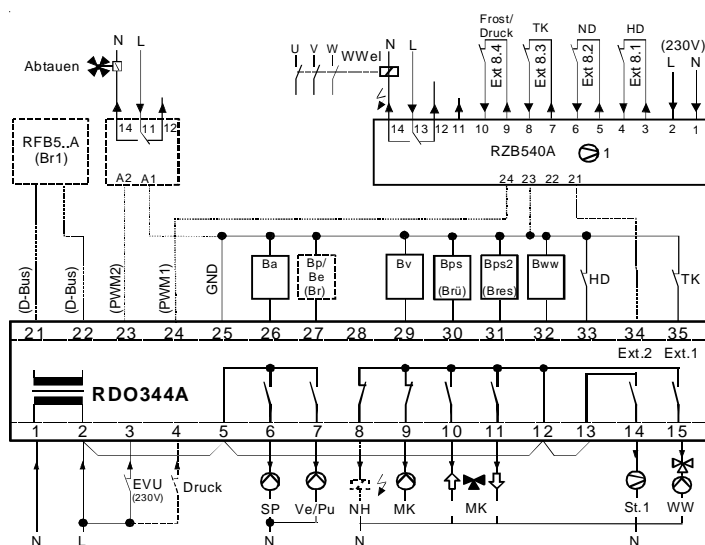 Frost/
Druck
TK
ND
HD
(230V)
N L
U V W
WWel
N L
Ext 8.4
Ext 8.3
Ext 8.2
Ext 8.1
L N
Abtauen
14 11 12
14 13 12 11 10 9 8 7 6 5 4 3 2 1
RFB5..A
(Br1)
RZB540A
1
A2 A1
24 23 22 21
(D-Bus)
(D-Bus)
(PWM2)
(PWM1)
GND
Ba
Bp/
Be
(Br)
Bv
Bps
(Brü)
Bps2
(Bres)
Bww
HD
TK
21 22 23 24 25 26 27 28 29 30 31 32 33 34 35
Ext.2 Ext.1
RDO344A
1 2 3 4 5 6 7 8 9 10 11 12 13 14 15
EVU
(230V)
Druck
SP Ve/Pu NH MK MK St.1 WW
N L N N N